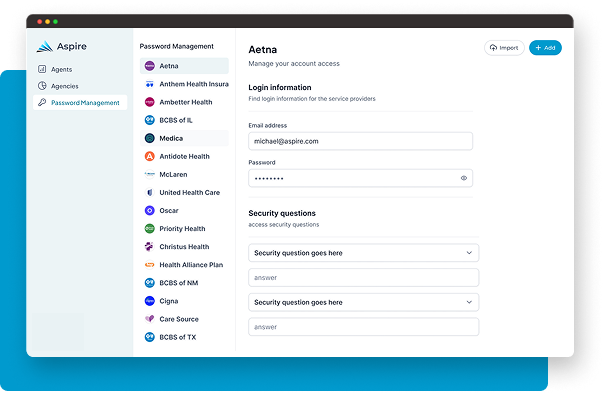 Aspire
Agents
Agencies
Password Management
Password Management
Aetna
Anthem Health Insura
Ambetter Health
BCBS of IL
Medica
Antidote Health
McLaren
United Health Care
Oscar
Priority Health
Christus Health
Health Alliance Plan
BCBS of NM
Cigna
Care Source
BCBS of TX
Aetna
Manage your account access
Import
+ Add
Login information
Find login information for the service providers
Email address
michael@aspire.com
Password
••••••••
Security questions
access security questions
Security question goes here
answer
Security question goes here
answer